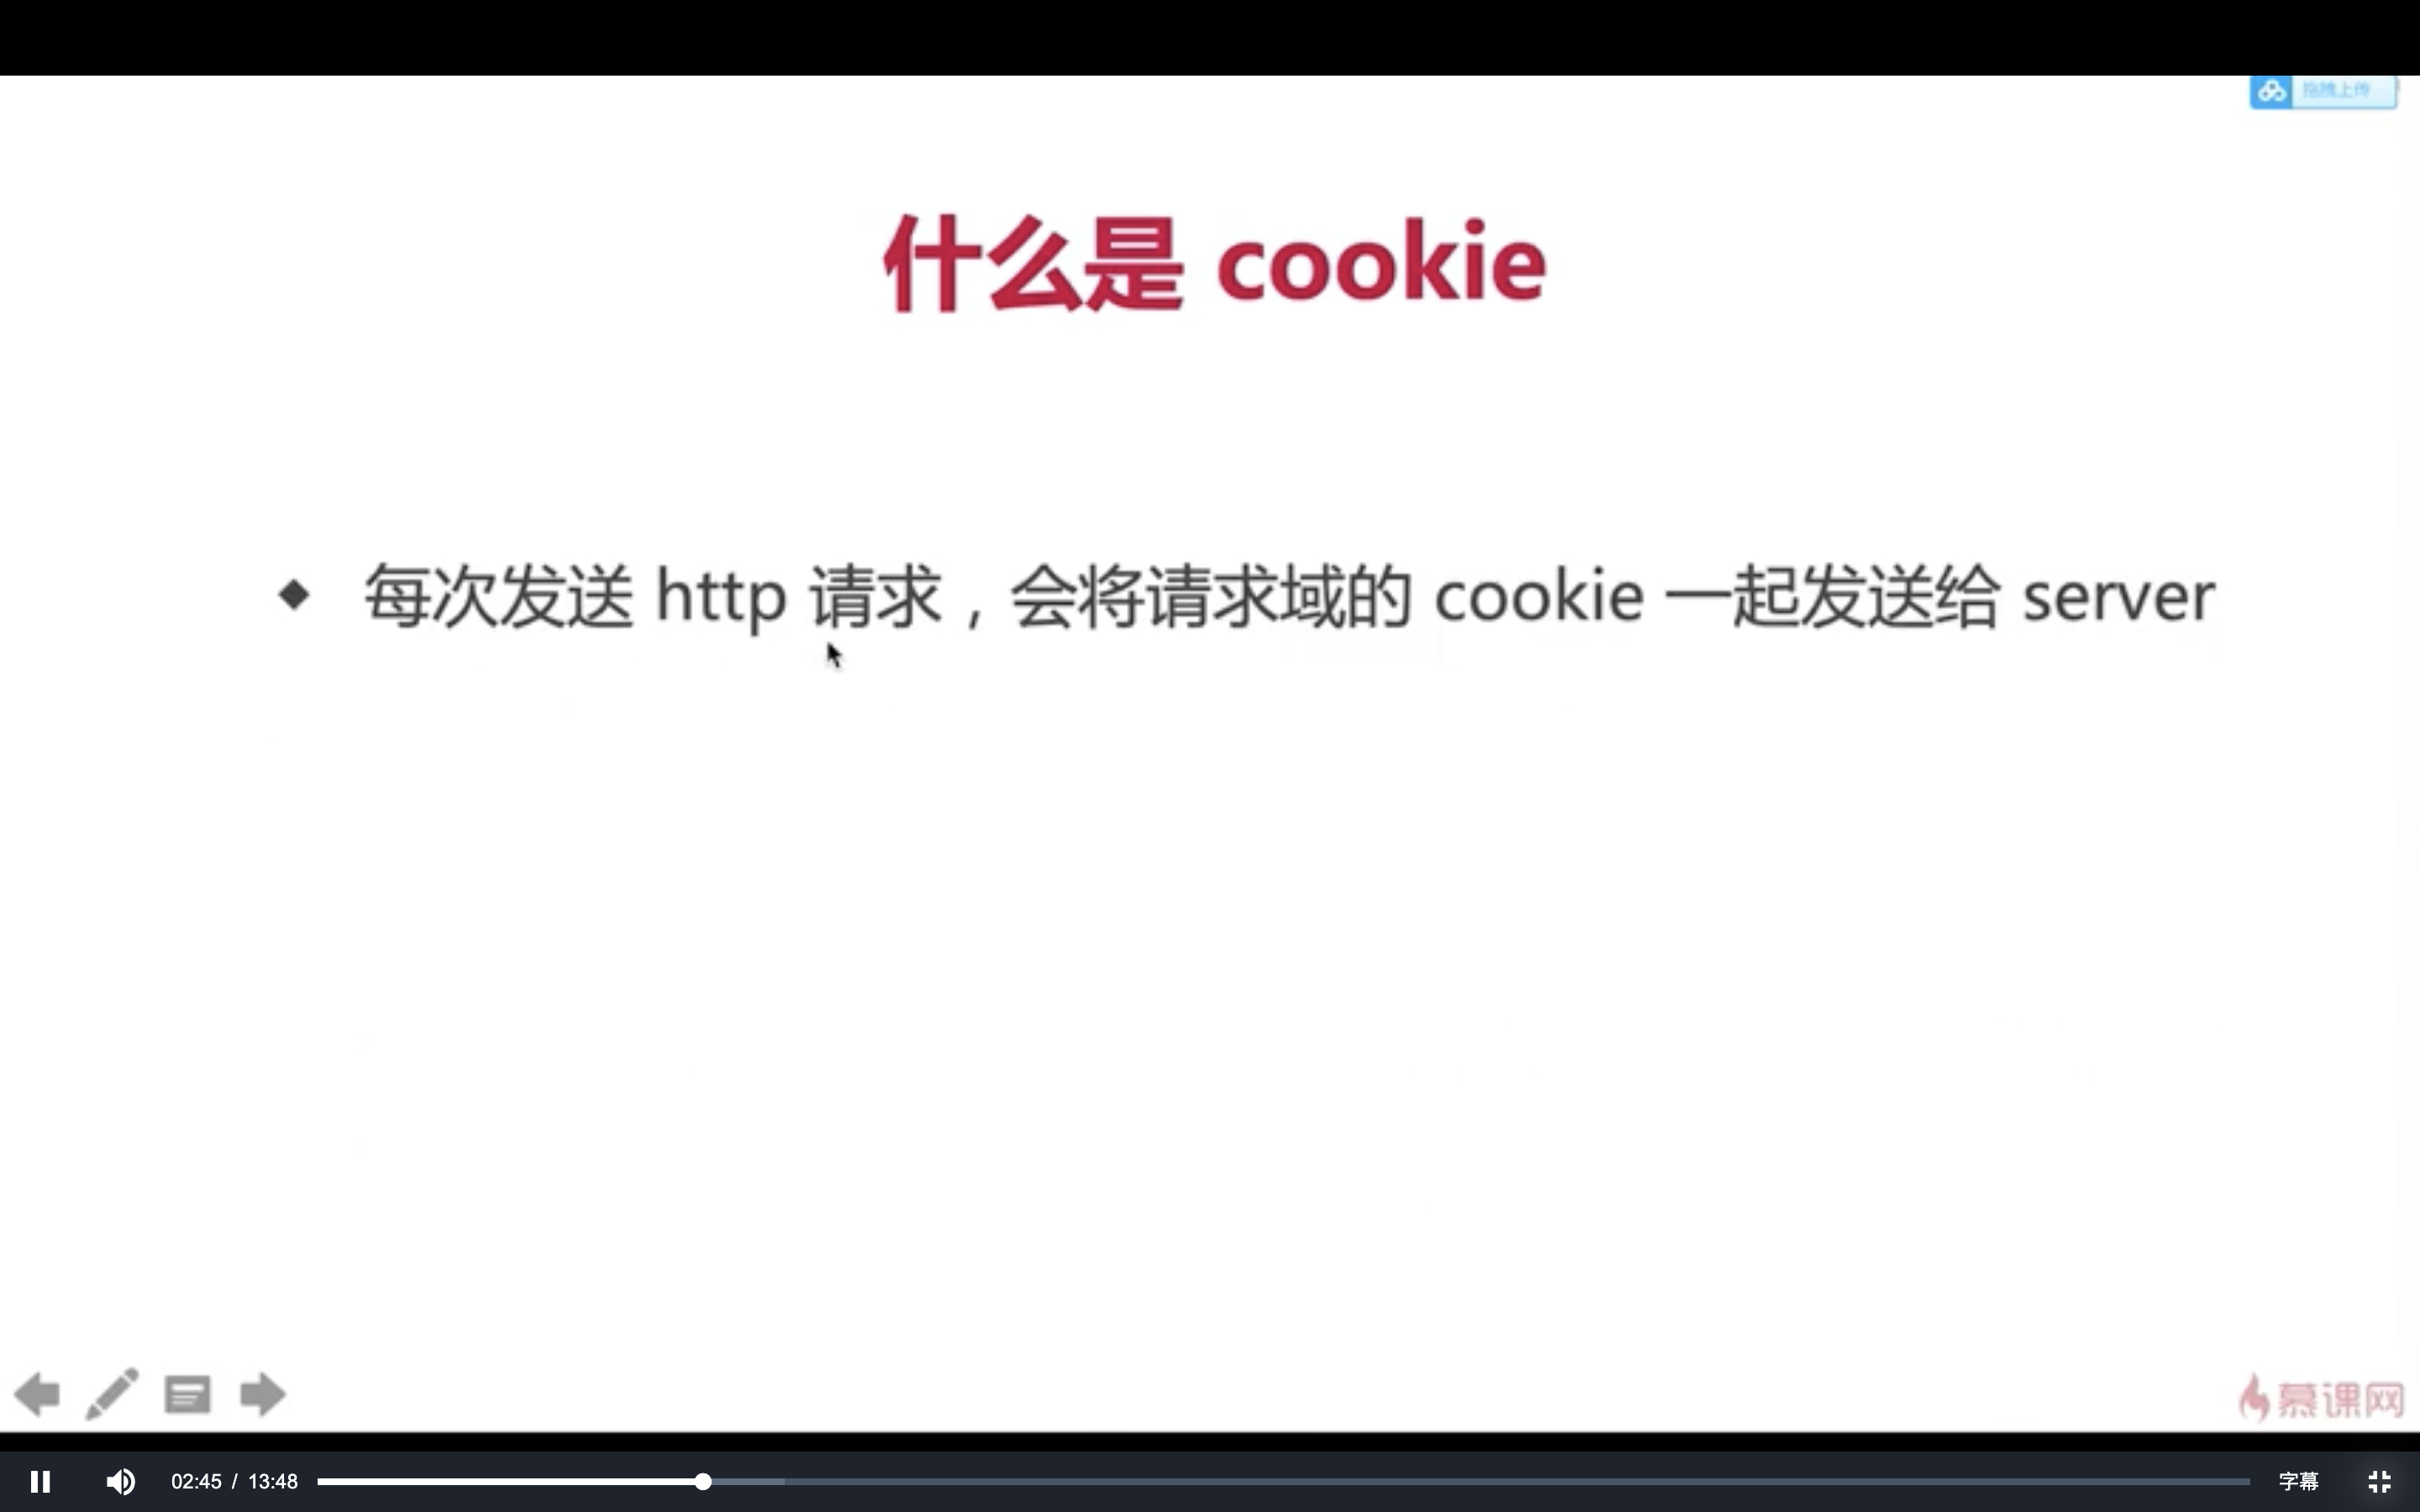 拖拽上传
什么是 cookie
◆ 每次发送 http 请求，会将请求域的 cookie 一起发送给 server
慕课网
02:45 / 13:48
字幕